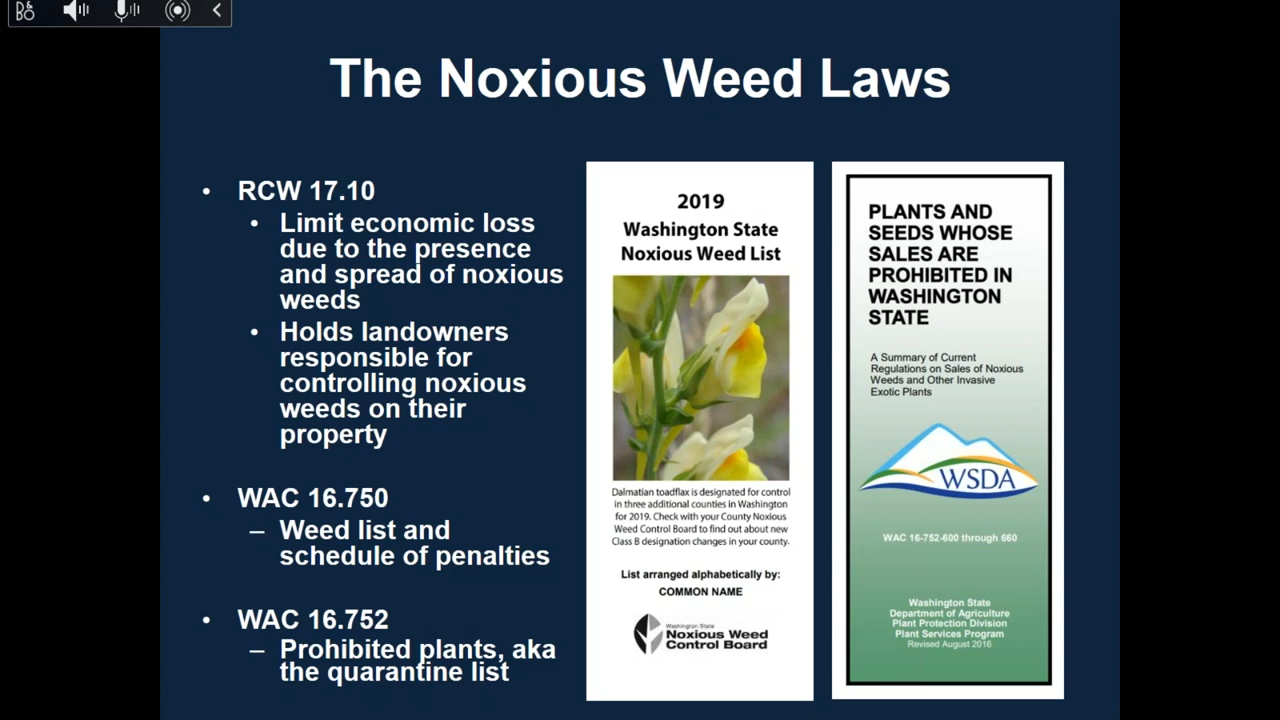 B&O
The Noxious Weed Laws
• RCW 17.10
• Limit economic loss
due to the presence
and spread of noxious
weeds
• Holds landowners
responsible for
controlling noxious
weeds on their
property
• WAC 16.750
– Weed list and
schedule of penalties
• WAC 16.752
– Prohibited plants, aka
the quarantine list
2019
Washington State
Noxious Weed List
Dalmatian toadflax is designated for control
in three additional counties in Washington
for 2019. Check with your County Noxious
Weed Control Board to find out about new
Class B designation changes in your county.
List arranged alphabetically by:
COMMON NAME
Washington State
Noxious Weed
Control Board
PLANTS AND
SEEDS WHOSE
SALES ARE
PROHIBITED IN
WASHINGTON
STATE
A Summary of Current
Regulations on Sales of Noxious
Weeds and Other Invasive
Exotic Plants
WSDA
WAC 16-752-600 through 660
Washington State
Department of Agriculture
Plant Protection Division
Plant Services Program
Revised August 2016